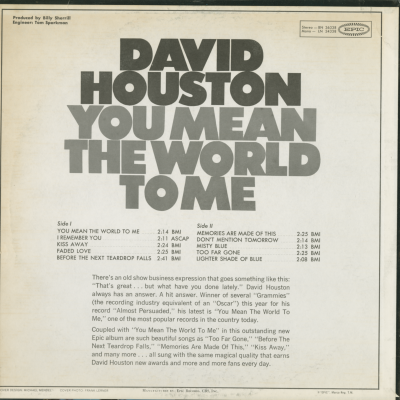 Produced by Billy Sherrill
Engineer: Tom Sparkman
EPIC
DAVID
HOUSTON
YOU MEAN
THE WORLD
TO ME
Side I
YOU MEAN THE WORLD TO ME 2:14 BMI
I REMEMBER YOU 2:11 ASCAP
KISS AWAY 2:24 BMI
FADED LOVE 2:25 BMI
BEFORE THE NEXT TEARDROP FALLS 2:41 BMI
Side II
MEMORIES ARE MADE OF THIS 2:25 BMI
DON'T MENTION TOMORROW 2:14 BMI
MISTY BLUE 2:13 BMI
TOO FAR GONE 2:25 BMI
LIGHTER SHADE OF BLUE 2:08 BMI
There's an old show business expression that goes something like this:
"That's great . . . but what have you done lately." David Houston
always has an answer. A hit answer. Winner of several "Grammies"
(the recording industry equivalent of an "Oscar") this year for his
record "Almost Persuaded," his latest is "You Mean The World To
Me," one of the most popular records in the country today.
Coupled with "You Mean The World To Me" in this outstanding new
Epic album are such beautiful songs as "Too Far Gone," "Before The
Next Teardrop Falls," "Memories Are Made Of This," "Kiss Away,"
and many more . . . all sung with the same magical quality that earns
David Houston new awards and more and more fans every day.